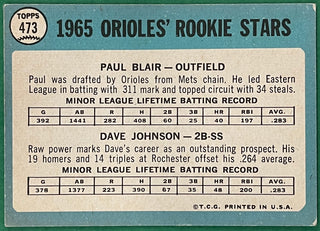 TOPPS
473
1965 ORIOLES' ROOKIE STARS
PAUL BLAIR — OUTFIELD
Paul was drafted by Orioles from Mets chain. He led Eastern
League in batting with 311 mark and topped circuit with 34 steals.
MINOR LEAGUE LIFETIME BATTING RECORD
G AB R H 2B 3B HR RBI AVG.
392 1441 282 408 60 25 40 197 .283
DAVE JOHNSON — 2B-SS
Raw power marks Dave's career as an outstanding prospect. His
19 homers and 14 triples at Rochester offset his .264 average.
MINOR LEAGUE LIFETIME BATTING RECORD
G AB R H 2B 3B HR RBI AVG.
378 1377 223 390 67 35 48 200 .283
©T.C.G. PRINTED IN U.S.A.